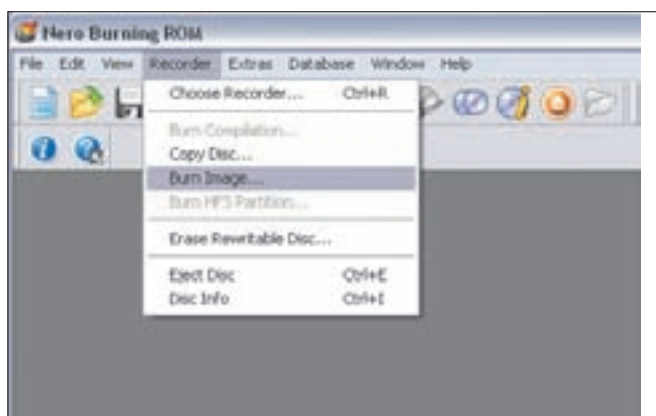 Nero Burning ROM
File Edit View Recorder Extras Database Window Help
Choose Recorder... Ctrl+R
Burn Compilation...
Copy Disc...
Burn Image...
Burn HFS Partition...
Erase Rewritable Disc...
Eject Disc Ctrl+E
Disc Info Ctrl+I